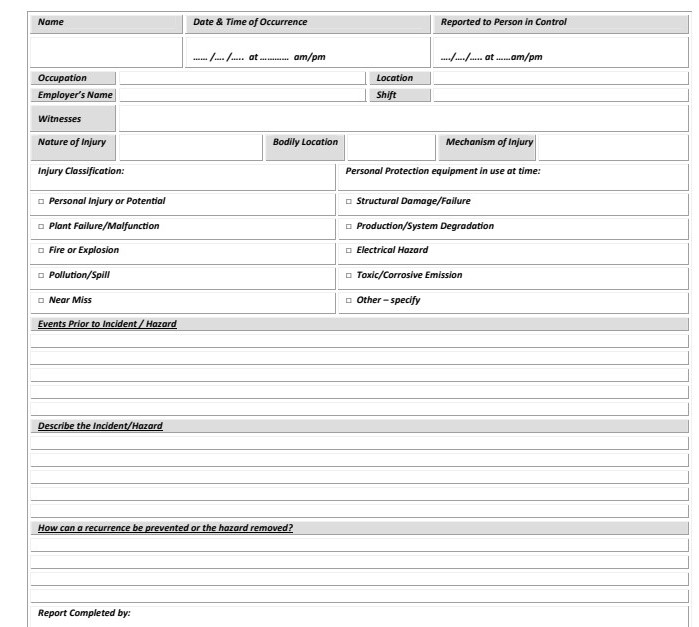 Name Date & Time of Occurrence Reported to Person in Control
...... /.... /..... at ............ am/pm ..../..../..... at ......am/pm
Occupation Location
Employer's Name Shift
Witnesses
Nature of Injury Bodily Location Mechanism of Injury
Injury Classification: Personal Protection equipment in use at time:
□ Personal Injury or Potential □ Structural Damage/Failure
□ Plant Failure/Malfunction □ Production/System Degradation
□ Fire or Explosion □ Electrical Hazard
□ Pollution/Spill □ Toxic/Corrosive Emission
□ Near Miss □ Other – specify
Events Prior to Incident / Hazard
Describe the Incident/Hazard
How can a recurrence be prevented or the hazard removed?
Report Completed by: